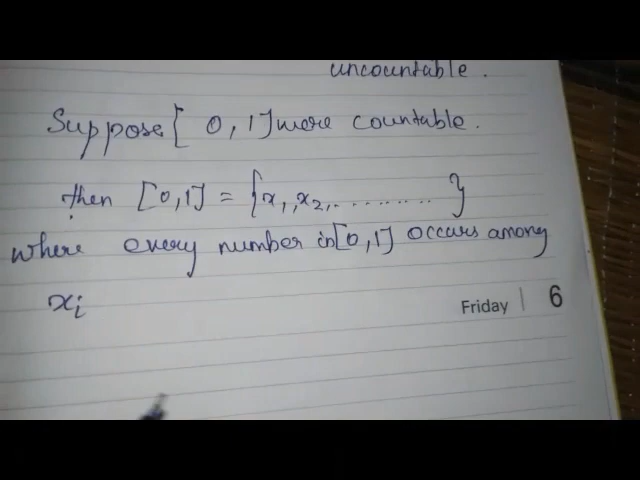 uncountable.
Suppose [0,1] were countable.
then [0,1] = {x₁,x₂,..........}
where every number in [0,1] occurs among
xᵢ
Friday 6